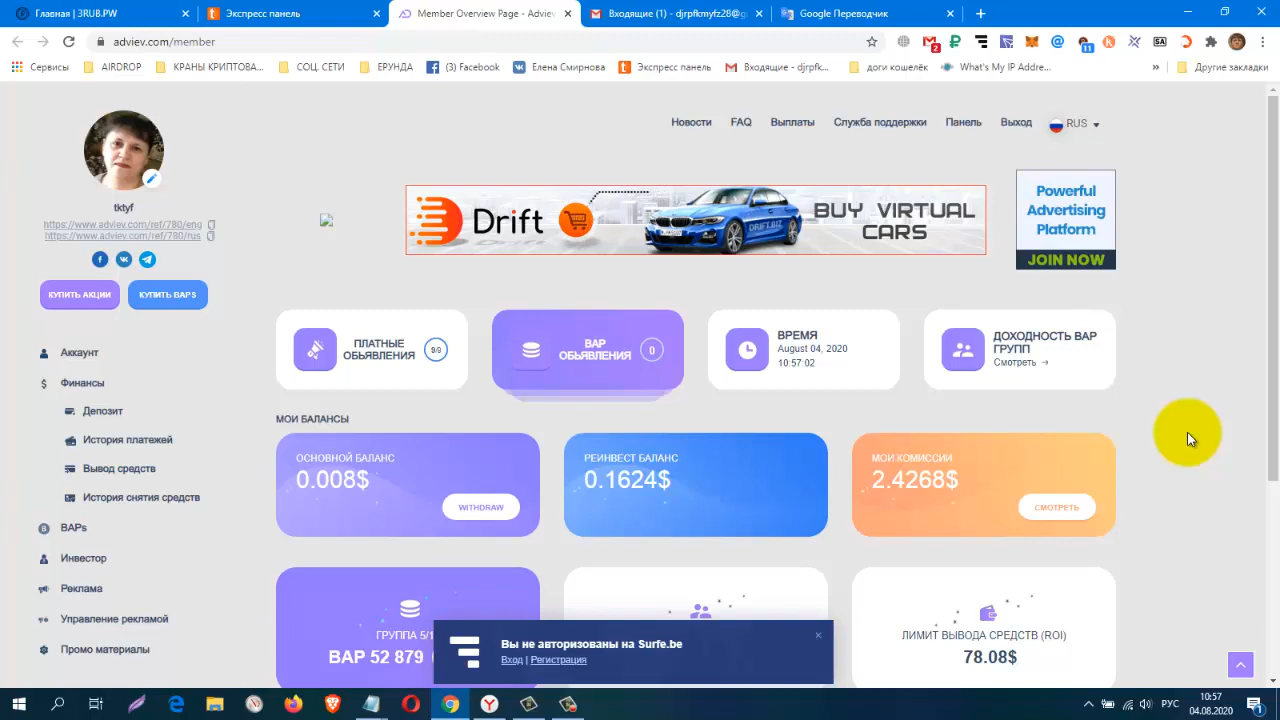 Главная | 3RUB.PW
Экспресс панель
Member Overview Page - Adviev
Входящие (1) - djrpfkmyfz28@g
Google Переводчик
adviev.com/member
2
11
Сервисы
AIRDROP
КРАНЫ КРИПТОВА...
СОЦ. СЕТИ
ЕРУНДА
(3) Facebook
Елена Смирнова
Экспресс панель
Входящие - djrpfk...
доги кошелёк
What's My IP Addre...
»
Другие закладки
Новости
FAQ
Выплаты
Служба поддержки
Панель
Выход
RUS
tktyf
https://www.adviev.com/ref/780/eng
https://www.adviev.com/ref/780/rus
КУПИТЬ АКЦИИ
КУПИТЬ BAPS
Drift
DRIFT.BIZ
BUY VIRTUAL
CARS
Powerful
Advertising
Platform
JOIN NOW
ПЛАТНЫЕ
ОБЬЯВЛЕНИЯ
9/9
BAP
ОБЬЯВЛЕНИЯ
0
ВРЕМЯ
August 04, 2020
10:57:02
ДОХОДНОСТЬ BAP
ГРУПП
Смотреть →
Аккаунт
Финансы
Депозит
История платежей
Вывод средств
История снятия средств
BAPs
Инвестор
Реклама
Управление рекламой
Промо материалы
МОИ БАЛАНСЫ
ОСНОВНОЙ БАЛАНС
0.008$
WITHDRAW
РЕИНВЕСТ БАЛАНС
0.1624$
МОИ КОМИССИИ
2.4268$
СМОТРЕТЬ
ГРУППА 5/1
BAP 52 879
Вы не авторизованы на Surfe.be
Вход | Регистрация
ЛИМИТ ВЫВОДА СРЕДСТВ (ROI)
78.08$
РУС
10:57
04.08.2020